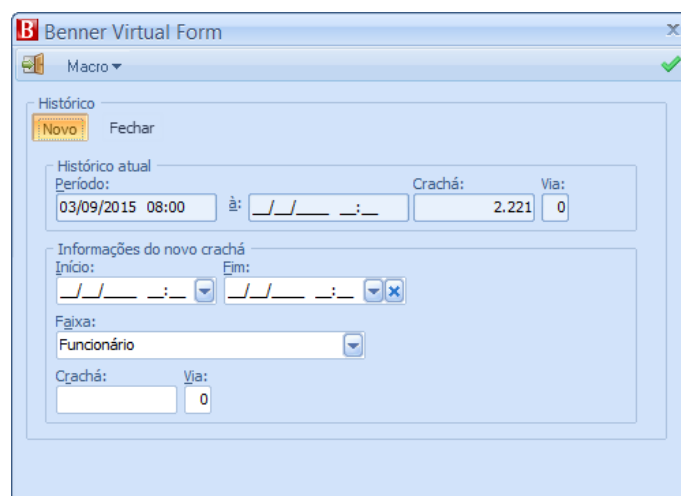 B Benner Virtual Form
Macro
Histórico
Novo Fechar
Histórico atual
Período: Crachá: Via:
03/09/2015 08:00 à: __/__/____ __:__ 2.221 0
Informações do novo crachá
Início: Fim:
__/__/____ __:__ __/__/____ __:__
Faixa:
Funcionário
Crachá: Via:
0